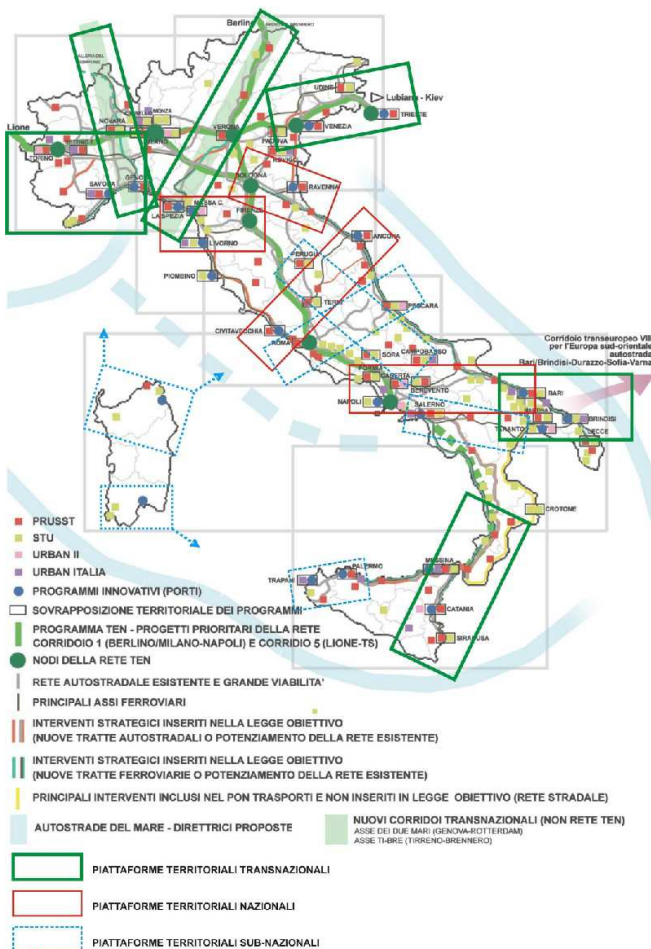 Berlino
Lubiana - Kiev
Lione
UDINE
TRIESTE
VENEZIA
PADOVA
ROVIGO
MONZA
NOVARA
MILANO
VERONA
TORINO
SAVONA
GENOVA
BOLOGNA
RAVENNA
MASSA C.
LA SPEZIA
FIRENZE
LIVORNO
ANCONA
PERUGIA
PIOMBINO
TERNI
PESCARA
CIVITAVECCHIA
ROMA
SORA
CAMPOBASSO
FORMIA
CASERTA
BENEVENTO
NAPOLI
SALERNO
Corridoio transeuropeo VIII
per l'Europa sud-orientale
autostrada
Bari/Brindisi-Durazzo-Sofia-Varna
BARI
BRINDISI
TARANTO
LECCE
CROTONE
MESSINA
PALERMO
TRAPANI
CATANIA
SIRACUSA
PRUSST
STU
URBAN II
URBAN ITALIA
PROGRAMMI INNOVATIVI (PORTI)
SOVRAPPOSIZIONE TERRITORIALE DEI PROGRAMMI
PROGRAMMA TEN - PROGETTI PRIORITARI DELLA RETE
CORRIDOIO 1 (BERLINO/MILANO-NAPOLI) E CORRIDIO 5 (LIONE-TS)
NODI DELLA RETE TEN
RETE AUTOSTRADALE ESISTENTE E GRANDE VIABILITA'
PRINCIPALI ASSI FERROVIARI
INTERVENTI STRATEGICI INSERITI NELLA LEGGE OBIETTIVO
(NUOVE TRATTE AUTOSTRADALI O POTENZIAMENTO DELLA RETE ESISTENTE)
INTERVENTI STRATEGICI INSERITI NELLA LEGGE OBIETTIVO
(NUOVE TRATTE FERROVIARIE O POTENZIAMENTO DELLA RETE ESISTENTE)
PRINCIPALI INTERVENTI INCLUSI NEL PON TRASPORTI E NON INSERITI IN LEGGE OBIETTIVO (RETE STRADALE)
AUTOSTRADE DEL MARE - DIRETTRICI PROPOSTE
NUOVI CORRIDOI TRANSNAZIONALI (NON RETE TEN)
ASSE DEI DUE MARI (GENOVA-ROTTERDAM)
ASSE TI-BRE (TIRRENO-BRENNERO)
PIATTAFORME TERRITORIALI TRANSNAZIONALI
PIATTAFORME TERRITORIALI NAZIONALI
PIATTAFORME TERRITORIALI SUB-NAZIONALI